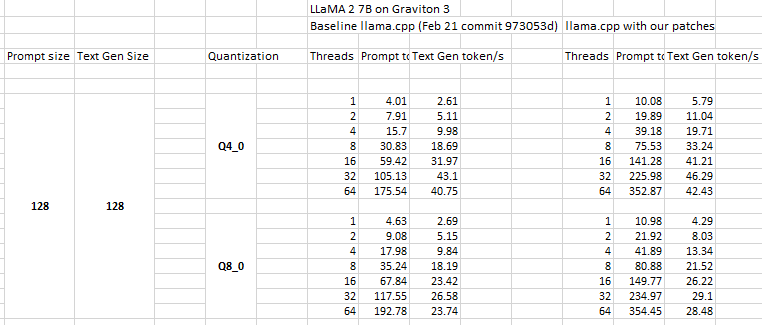 LLaMA 2 7B on Graviton 3
Baseline llama.cpp (Feb 21 commit 973053d) llama.cpp with our patches
Prompt size Text Gen Size Quantization Threads Prompt to Text Gen token/s Threads Prompt to Text Gen token/s
1 4.01 2.61 1 10.08 5.79
2 7.91 5.11 2 19.89 11.04
4 15.7 9.98 4 39.18 19.71
8 30.83 18.69 8 75.53 33.24
Q4_0
16 59.42 31.97 16 141.28 41.21
32 105.13 43.1 32 225.98 46.29
64 175.54 40.75 64 352.87 42.43
128 128
1 4.63 2.69 1 10.98 4.29
2 9.08 5.15 2 21.92 8.03
4 17.98 9.84 4 41.89 13.34
8 35.24 18.19 8 80.88 21.52
Q8_0
16 67.84 23.42 16 149.77 26.22
32 117.55 26.58 32 234.97 29.1
64 192.78 23.74 64 354.45 28.48